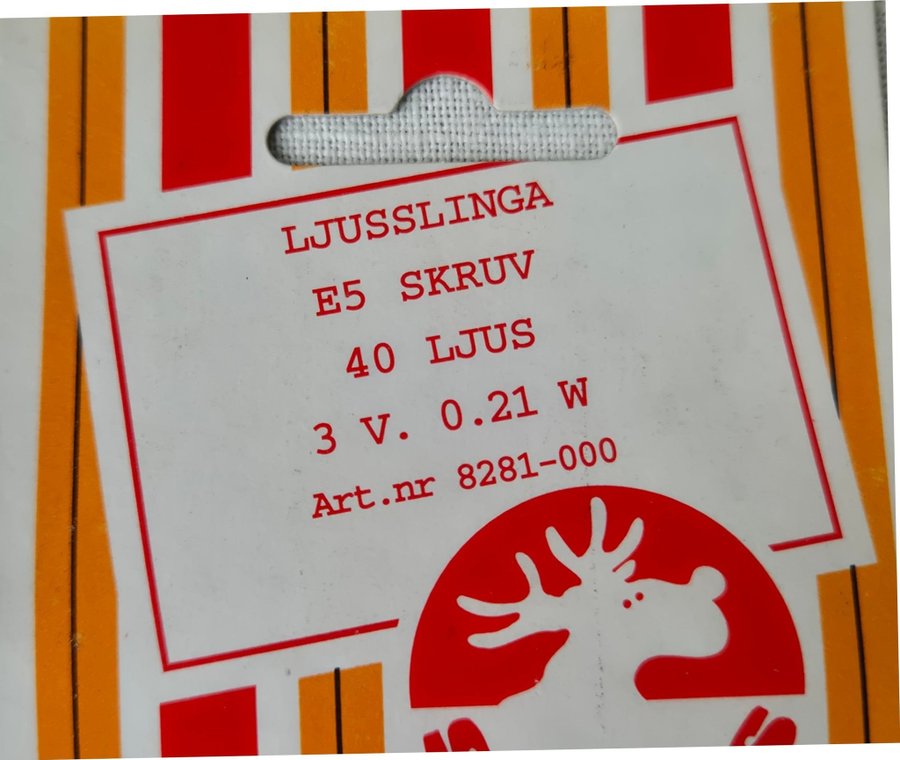 LJUSSLINGA
E5 SKRUV
40 LJUS
3 V. 0.21 W
Art.nr 8281-000